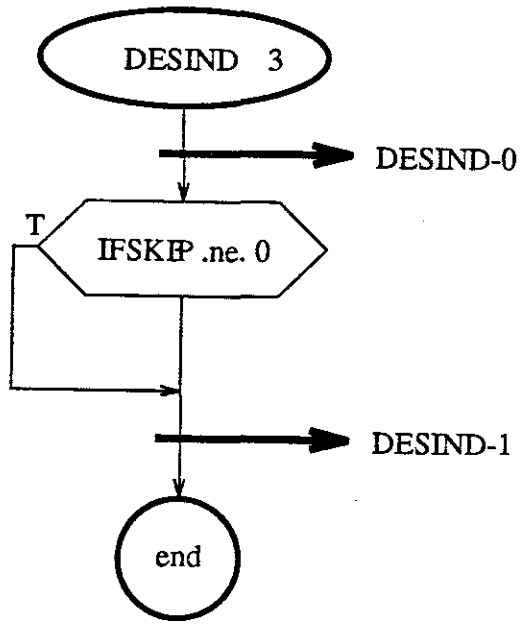 DESIND 3
DESIND-0
T
IFSKIP .ne. 0
DESIND-1
end